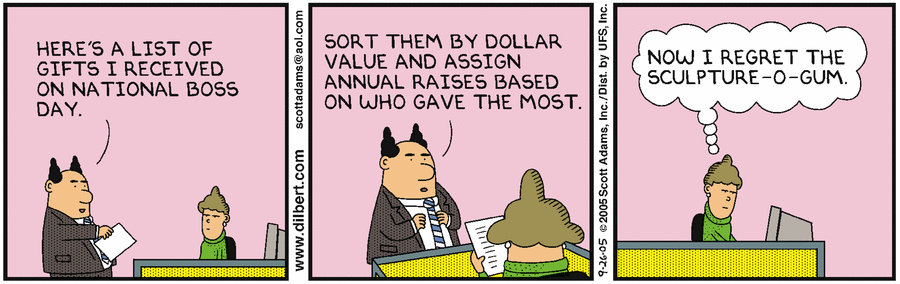 HERE'S A LIST OF
GIFTS I RECEIVED
ON NATIONAL BOSS
DAY.
www.dilbert.com
scottadams@aol.com
SORT THEM BY DOLLAR
VALUE AND ASSIGN
ANNUAL RAISES BASED
ON WHO GAVE THE MOST.
9-26-05 ©2005 Scott Adams, Inc./Dist. by UFS, Inc.
NOW I REGRET THE
SCULPTURE-O-GUM.